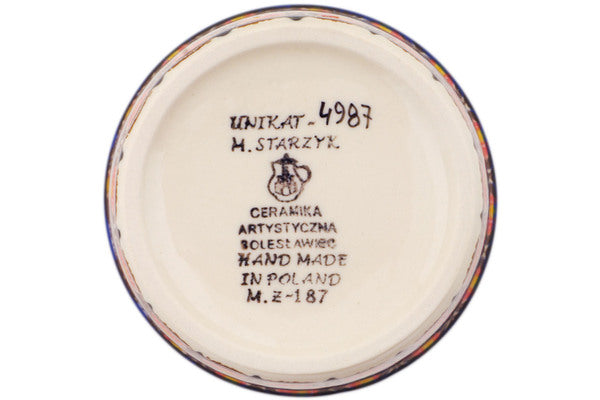 UNIKAT-4987
M. STARZYK
CERAMIKA
ARTYSTYCZNA
BOLESŁAWIEC
HAND MADE
IN POLAND
M.Z-187